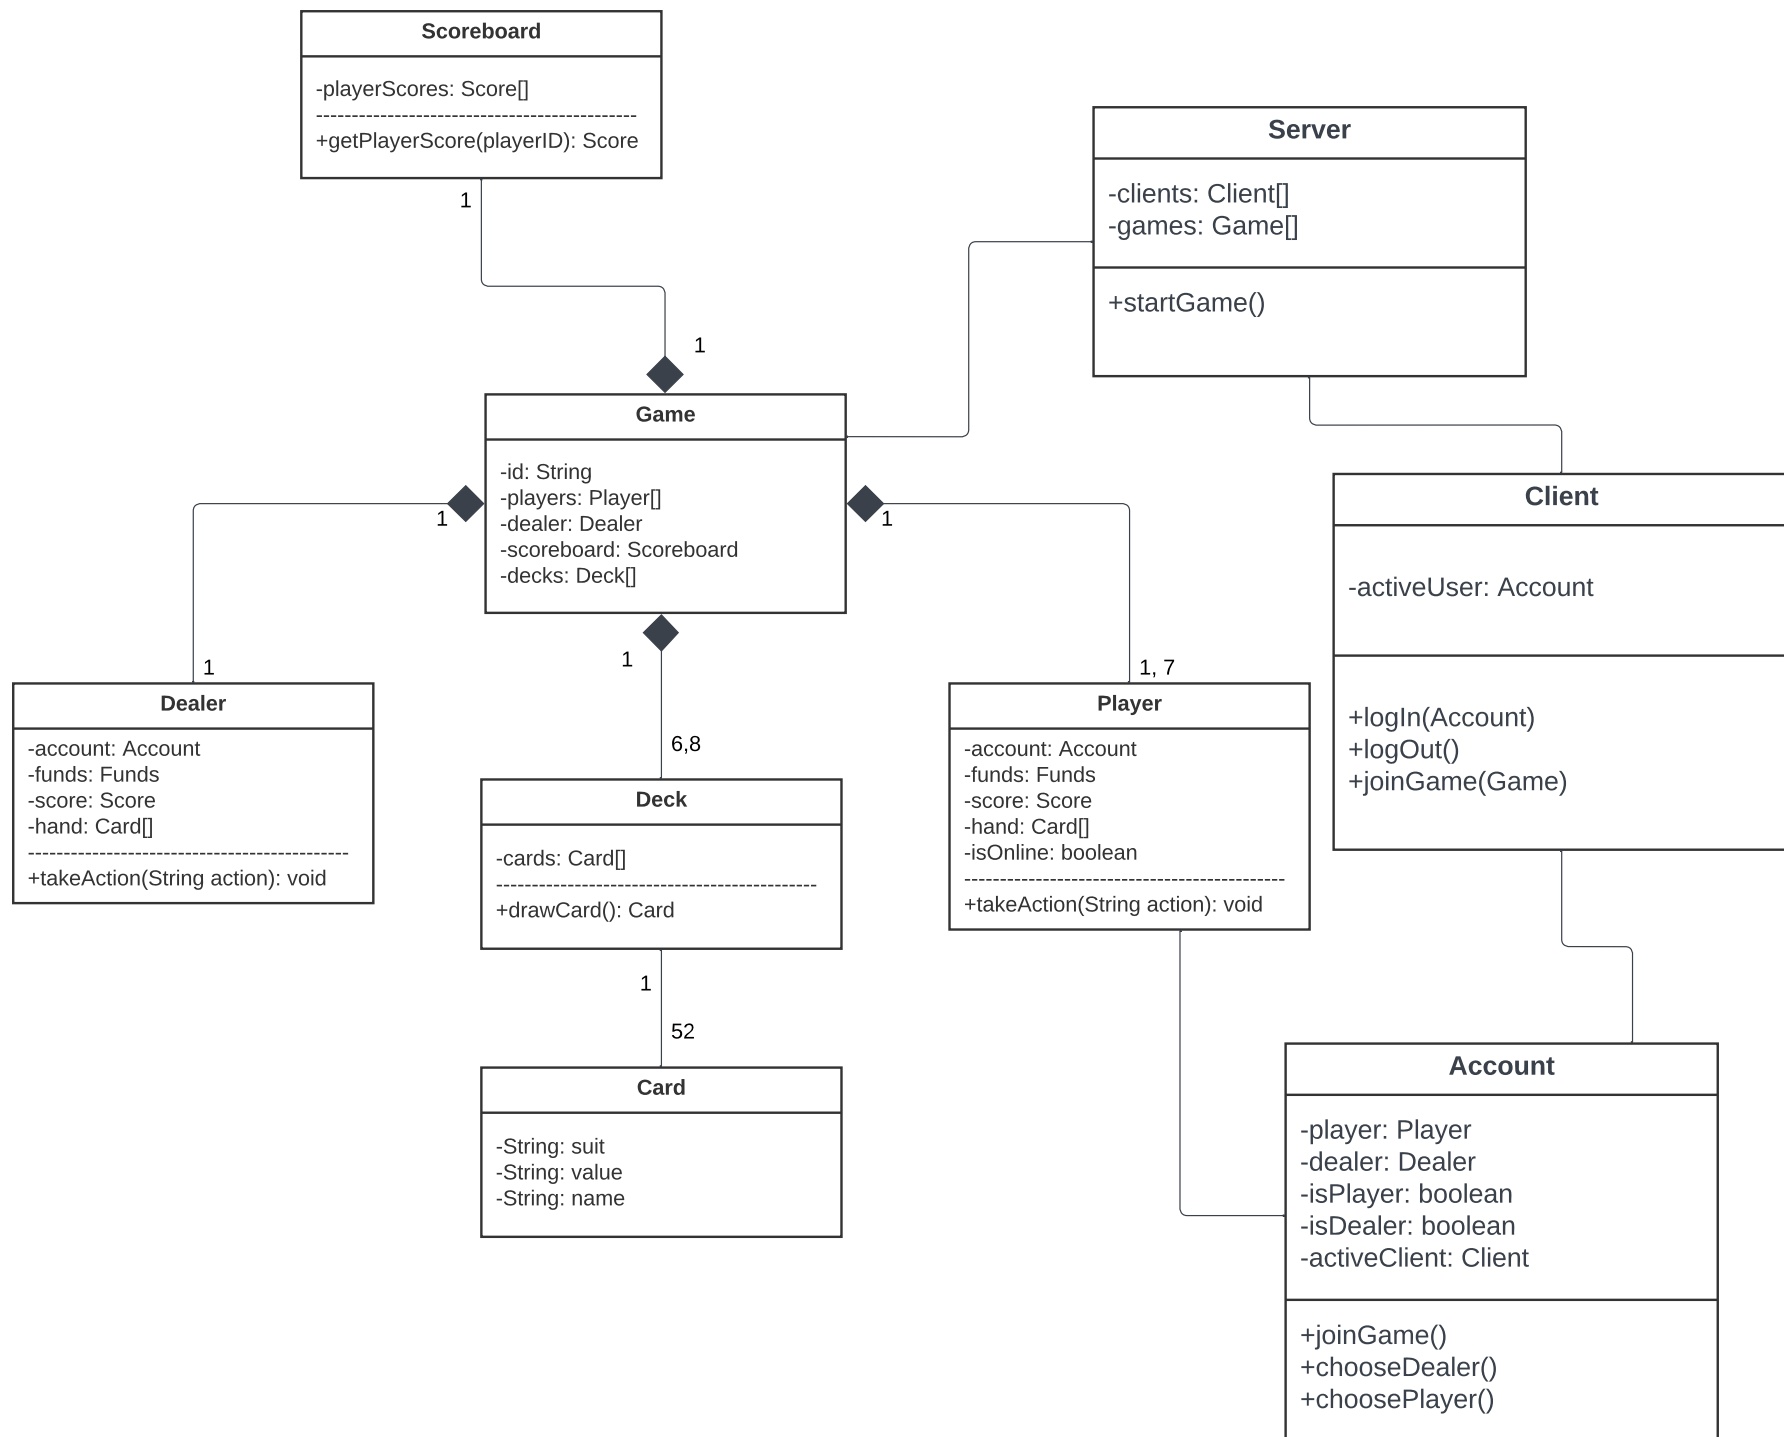 Scoreboard
-playerScores: Score[]
---------------------------------------------
+getPlayerScore(playerID): Score
1
1
Server
-clients: Client[]
-games: Game[]
+startGame()
Game
-id: String
-players: Player[]
-dealer: Dealer
-scoreboard: Scoreboard
-decks: Deck[]
1
1
1
1
6,8
1, 7
Client
-activeUser: Account
+logIn(Account)
+logOut()
+joinGame(Game)
Dealer
-account: Account
-funds: Funds
-score: Score
-hand: Card[]
---------------------------------------------
+takeAction(String action): void
Deck
-cards: Card[]
---------------------------------------------
+drawCard(): Card
Player
-account: Account
-funds: Funds
-score: Score
-hand: Card[]
-isOnline: boolean
---------------------------------------------
+takeAction(String action): void
1
52
Card
-String: suit
-String: value
-String: name
Account
-player: Player
-dealer: Dealer
-isPlayer: boolean
-isDealer: boolean
-activeClient: Client
+joinGame()
+chooseDealer()
+choosePlayer()